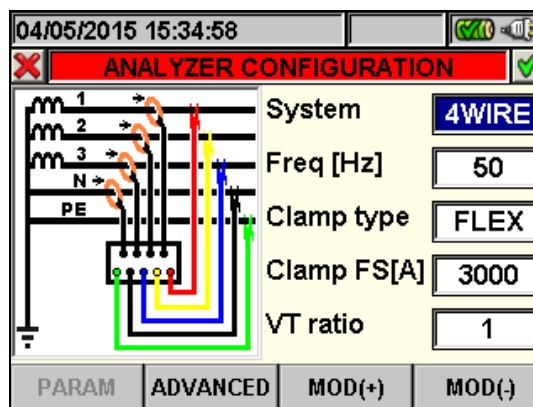 04/05/2015 15:34:58
ANALYZER CONFIGURATION
1
2
3
N
PE
System 4WIRE
Freq [Hz] 50
Clamp type FLEX
Clamp FS[A] 3000
VT ratio 1
PARAM ADVANCED MOD(+) MOD(-)